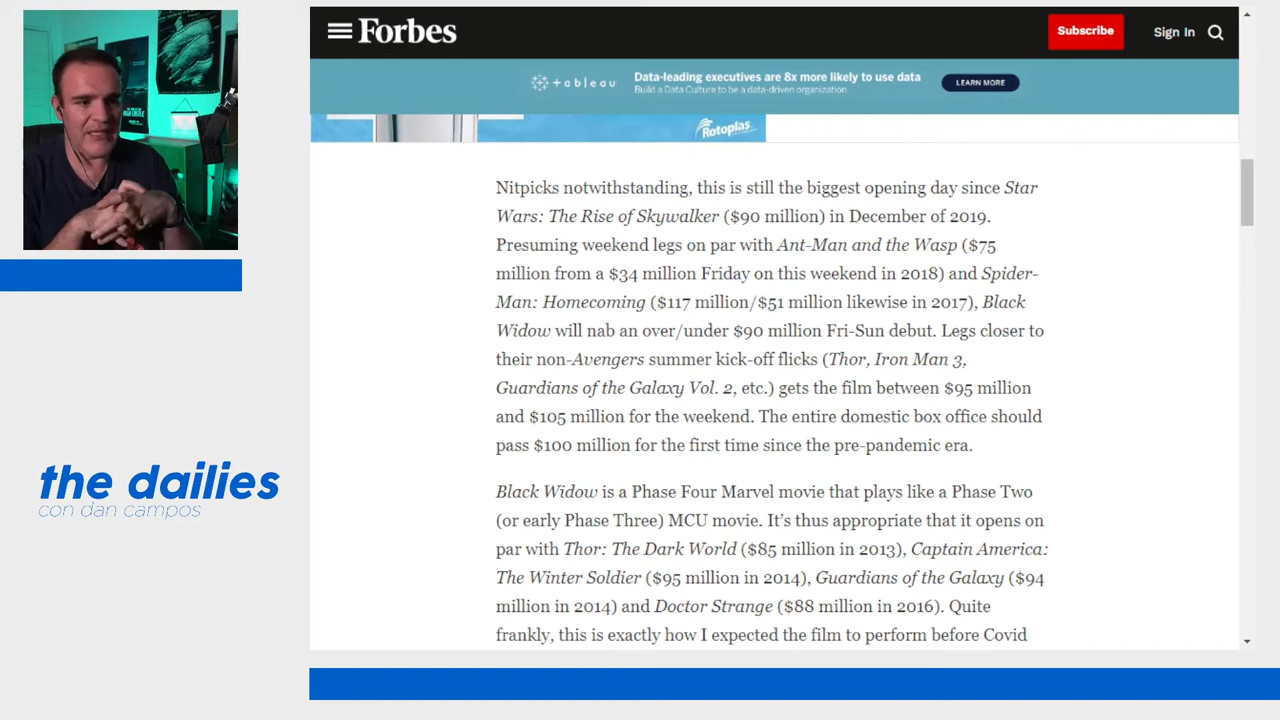 Forbes
Subscribe
Sign In
+ a b l e a u
Data-leading executives are 8x more likely to use data
Build a Data Culture to be a data-driven organization
LEARN MORE
Rotoplas
Nitpicks notwithstanding, this is still the biggest opening day since Star
Wars: The Rise of Skywalker ($90 million) in December of 2019.
Presuming weekend legs on par with Ant-Man and the Wasp ($75
million from a $34 million Friday on this weekend in 2018) and Spider-
Man: Homecoming ($117 million/$51 million likewise in 2017), Black
Widow will nab an over/under $90 million Fri-Sun debut. Legs closer to
their non-Avengers summer kick-off flicks (Thor, Iron Man 3,
Guardians of the Galaxy Vol. 2, etc.) gets the film between $95 million
and $105 million for the weekend. The entire domestic box office should
pass $100 million for the first time since the pre-pandemic era.
Black Widow is a Phase Four Marvel movie that plays like a Phase Two
(or early Phase Three) MCU movie. It’s thus appropriate that it opens on
par with Thor: The Dark World ($85 million in 2013), Captain America:
The Winter Soldier ($95 million in 2014), Guardians of the Galaxy ($94
million in 2014) and Doctor Strange ($88 million in 2016). Quite
frankly, this is exactly how I expected the film to perform before Covid
the dailies
con dan campos